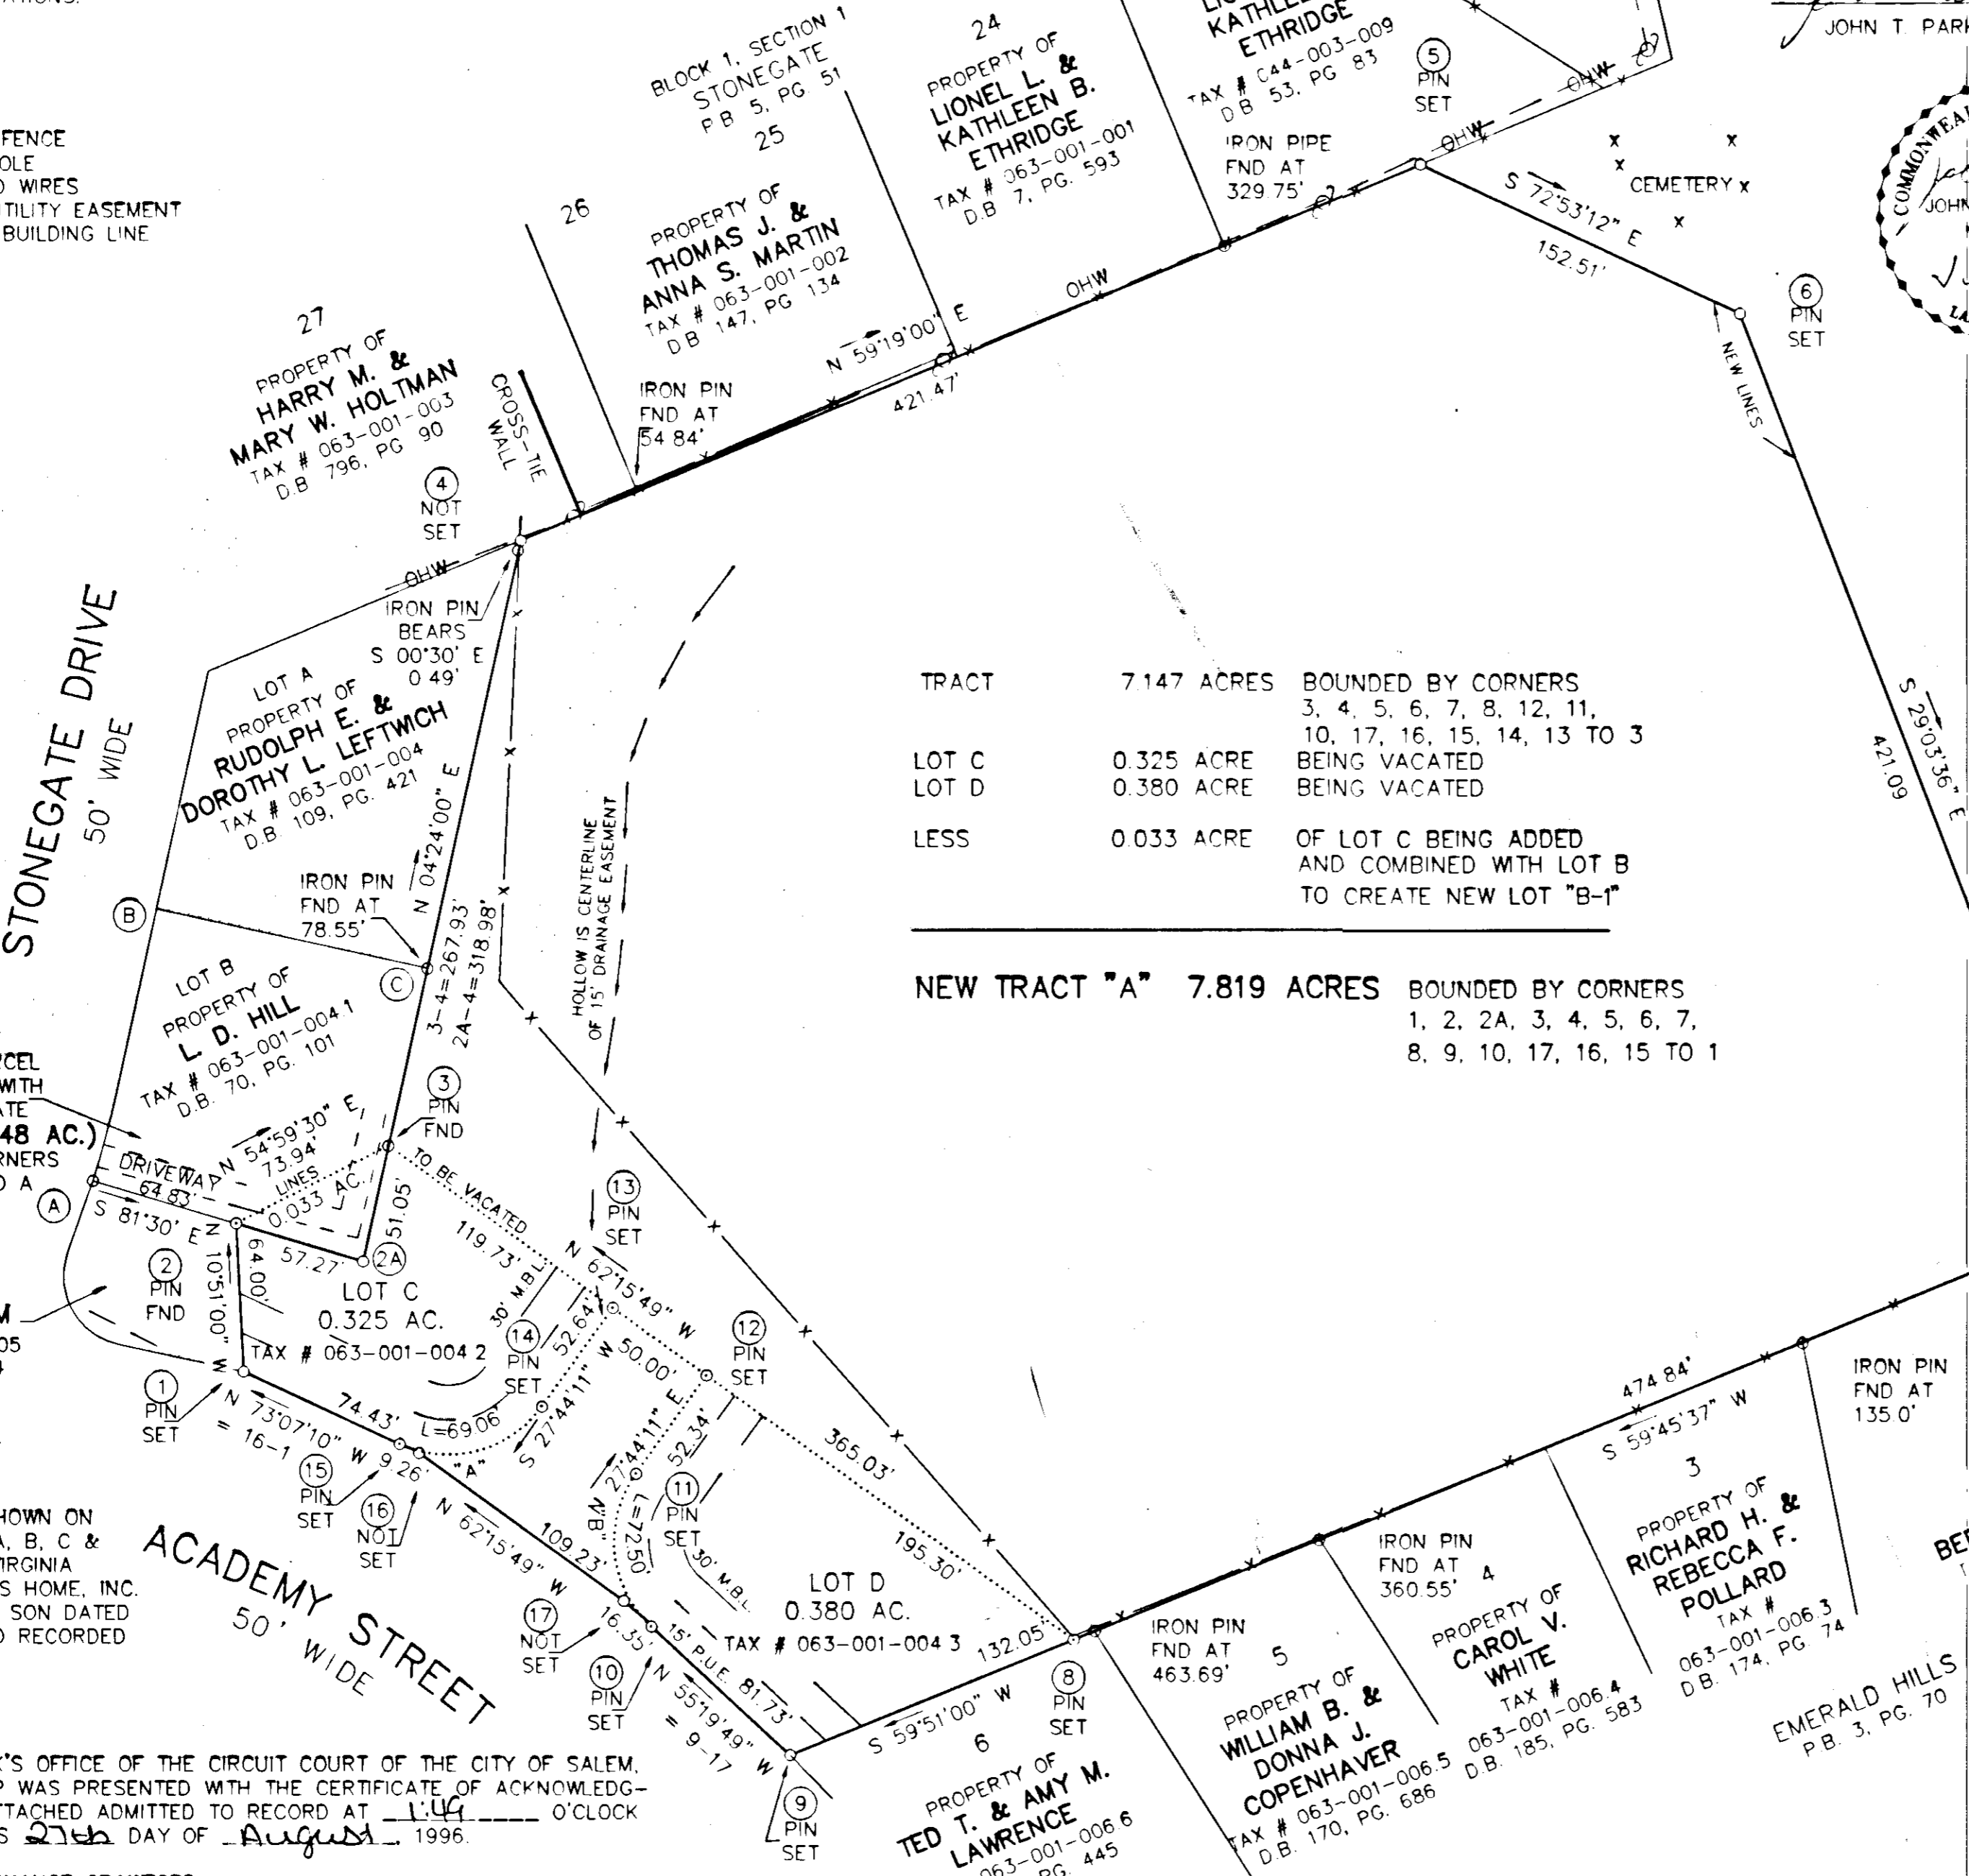 FENCE
OLE
WIRES
TILITY EASEMENT
BUILDING LINE
BLOCK 1, SECTION 1
STONEGATE
P B 5, PG. 51
25
24
PROPERTY OF
LIONEL L. &
KATHLEEN B.
ETHRIDGE
TAX # 063-001-001
D.B 7, PG. 593
ETHRIDGE
TAX # 044-003-009
D B 53, PG 83
5
PIN
SET
JOHN T. PARK
IRON PIPE
FND AT
329.75'
OHW
OHW
S 72°53'12" E
152.51'
CEMETERY
6
PIN
SET
NEW LINES
26
PROPERTY OF
THOMAS J. &
ANNA S. MARTIN
TAX # 063-001-002
D B 147, PG 134
27
PROPERTY OF
HARRY M. &
MARY W. HOLTMAN
TAX # 063-001-003
D.B 796, PG 90
CROSS-TIE
WALL
IRON PIN
FND AT
54 84'
N 59°19'00" E
421.47'
OHW
4
NOT
SET
OHW
IRON PIN
BEARS
S 00°30' E
0 49'
STONEGATE DRIVE
50' WIDE
LOT A
PROPERTY OF
RUDOLPH E. &
DOROTHY L. LEFTWICH
TAX # 063-001-004
D.B. 109, PG. 421
N 04°24'00" E
3-4=267.93'
2A-4=318.98'
HOLLOW IS CENTERLINE
OF 15' DRAINAGE EASEMENT
TRACT 7.147 ACRES BOUNDED BY CORNERS
3, 4, 5, 6, 7, 8, 12, 11,
10, 17, 16, 15, 14, 13 TO 3
LOT C 0.325 ACRE BEING VACATED
LOT D 0.380 ACRE BEING VACATED
LESS 0.033 ACRE OF LOT C BEING ADDED
AND COMBINED WITH LOT B
TO CREATE NEW LOT "B-1"
NEW TRACT "A" 7.819 ACRES BOUNDED BY CORNERS
1, 2, 2A, 3, 4, 5, 6, 7,
8, 9, 10, 17, 16, 15 TO 1
S 29°03'36" E
421.09
IRON PIN
FND AT
78.55'
B
C
LOT B
PROPERTY OF
L. D. HILL
TAX # 063-001-004.1
D.B. 70, PG. 101
3
PIN
FND
WITH
48 AC.)
RNERS
A
DRIVEWAY
64.83'
S 81°30' E
N 54°59'30" E
73.94'
LINES
0.033 AC.
51.05'
57.27'
2A
2
PIN
FND
N 10°51'00" W
64.00'
LOT C
0.325 AC.
TAX # 063-001-004 2
TO BE VACATED
119.73'
30' M.B.L.
13
PIN
SET
N 62°15'49" W
52.64'
14
PIN
SET
S 27°44'11" W
50.00'
12
PIN
SET
1
PIN
SET
N 73°07'10" W
= 16-1
74.43'
9.26'
15
PIN
SET
16
NOT
SET
L=69.06'
"A"
N 62°15'49" W
109.23'
N 27°44'11" E
52.34'
"B"
L=72.50'
11
PIN
SET
30' M.B.L.
365.03'
195.30'
LOT D
0.380 AC.
TAX # 063-001-004 3
17
NOT
SET
16.35'
10
PIN
SET
15' P.U.E.
81.73'
N 55°19'49" W
= 9-17
9
PIN
SET
132.05'
S 59°51'00" W
8
PIN
SET
ACADEMY STREET
50' WIDE
HOWN ON
A, B, C &
IRGINIA
S HOME, INC.
SON DATED
RECORDED
6
PROPERTY OF
TED T. & AMY M.
LAWRENCE
063-001-006.6
PG. 445
IRON PIN
FND AT
463.69'
5
PROPERTY OF
WILLIAM B. &
DONNA J.
COPENHAVER
TAX # 063-001-006.5
D.B. 170, PG. 686
IRON PIN
FND AT
360.55'
4
PROPERTY OF
CAROL V.
WHITE
TAX #
063-001-006.4
D.B. 185, PG. 583
474 84'
S 59°45'37" W
3
PROPERTY OF
RICHARD H. &
REBECCA F.
POLLARD
TAX #
063-001-006.3
D B. 174, PG. 74
IRON PIN
FND AT
135.0'
EMERALD HILLS
P.B. 3, PG. 70
K'S OFFICE OF THE CIRCUIT COURT OF THE CITY OF SALEM,
WAS PRESENTED WITH THE CERTIFICATE OF ACKNOWLEDG-
TTACHED ADMITTED TO RECORD AT 1:49 O'CLOCK
S 27th DAY OF August, 1996.